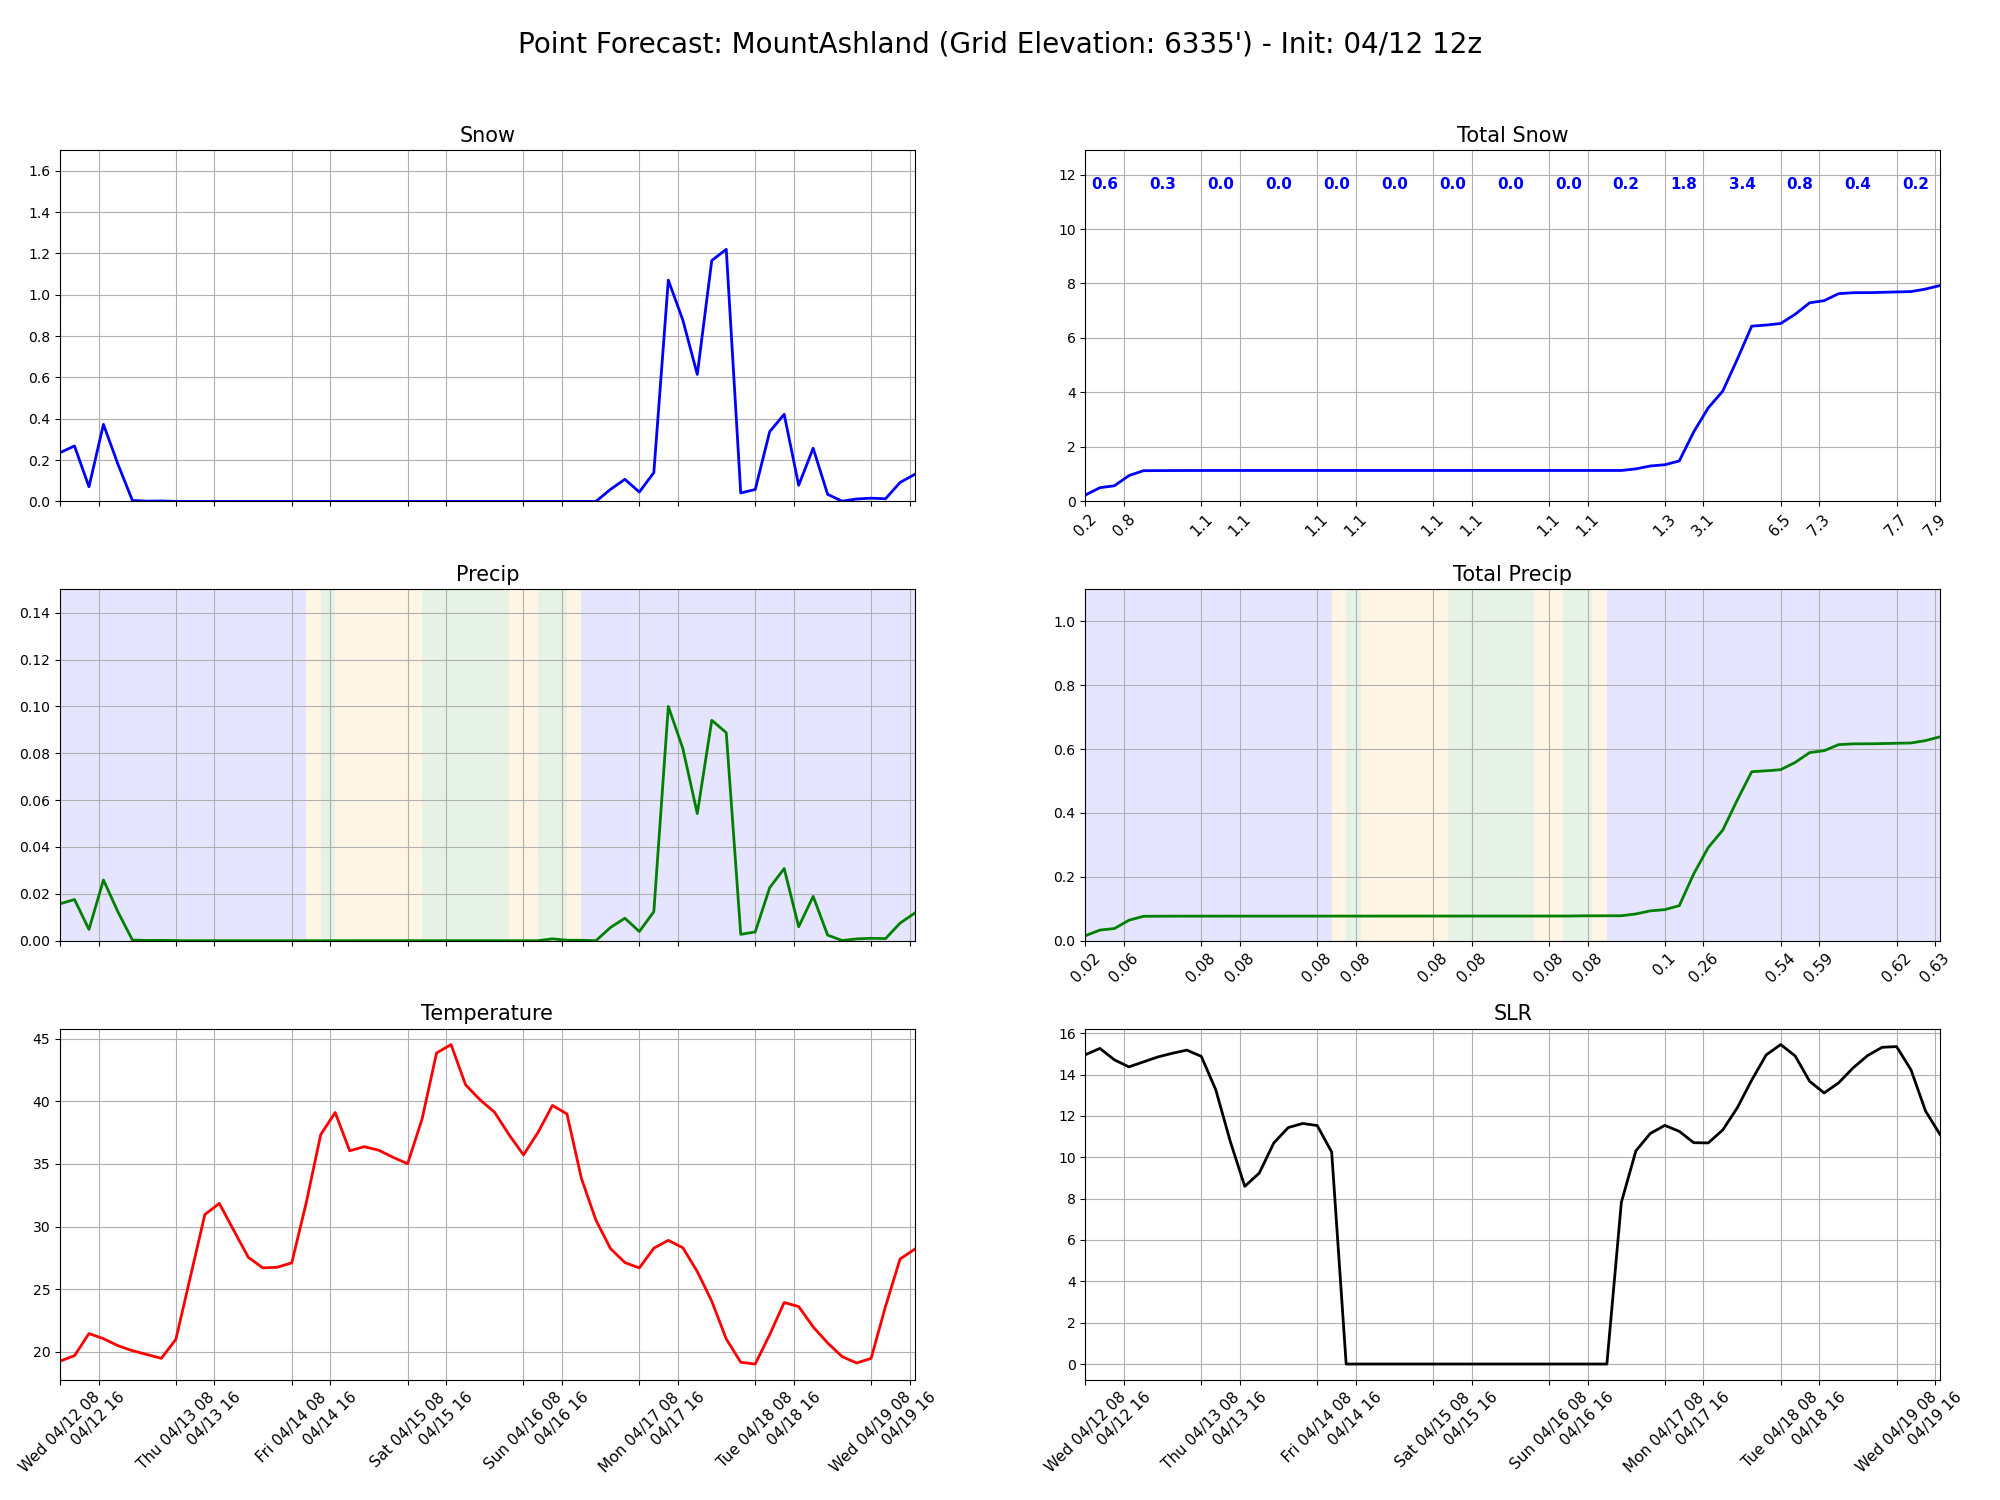 Point Forecast: MountAshland (Grid Elevation: 6335') - Init: 04/12 12z
Snow
1.6
1.4
1.2
1.0
0.8
0.6
0.4
0.2
0.0
Total Snow
12
10
8
6
4
2
0
0.6 0.3 0.0 0.0 0.0 0.0 0.0 0.0 0.0 0.2 1.8 3.4 0.8 0.4 0.2
0.2 0.8 1.1 1.1 1.1 1.1 1.1 1.1 1.1 1.1 1.3 3.1 6.5 7.3 7.7 7.9
Precip
0.14
0.12
0.10
0.08
0.06
0.04
0.02
0.00
Total Precip
1.0
0.8
0.6
0.4
0.2
0.0
0.02 0.06 0.08 0.08 0.08 0.08 0.08 0.08 0.08 0.08 0.1 0.26 0.54 0.59 0.62 0.63
Temperature
45
40
35
30
25
20
Wed 04/12 08
04/12 16
Thu 04/13 08
04/13 16
Fri 04/14 08
04/14 16
Sat 04/15 08
04/15 16
Sun 04/16 08
04/16 16
Mon 04/17 08
04/17 16
Tue 04/18 08
04/18 16
Wed 04/19 08
04/19 16
SLR
16
14
12
10
8
6
4
2
0
Wed 04/12 08
04/12 16
Thu 04/13 08
04/13 16
Fri 04/14 08
04/14 16
Sat 04/15 08
04/15 16
Sun 04/16 08
04/16 16
Mon 04/17 08
04/17 16
Tue 04/18 08
04/18 16
Wed 04/19 08
04/19 16